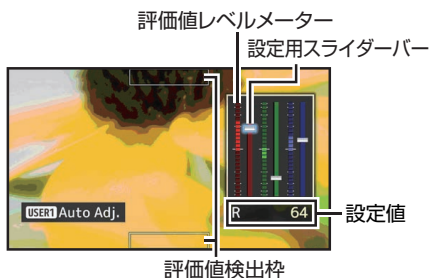 評価値レベルメーター
設定用スライダーバー
USER1 Auto Adj.
R 64
設定値
評価値検出枠